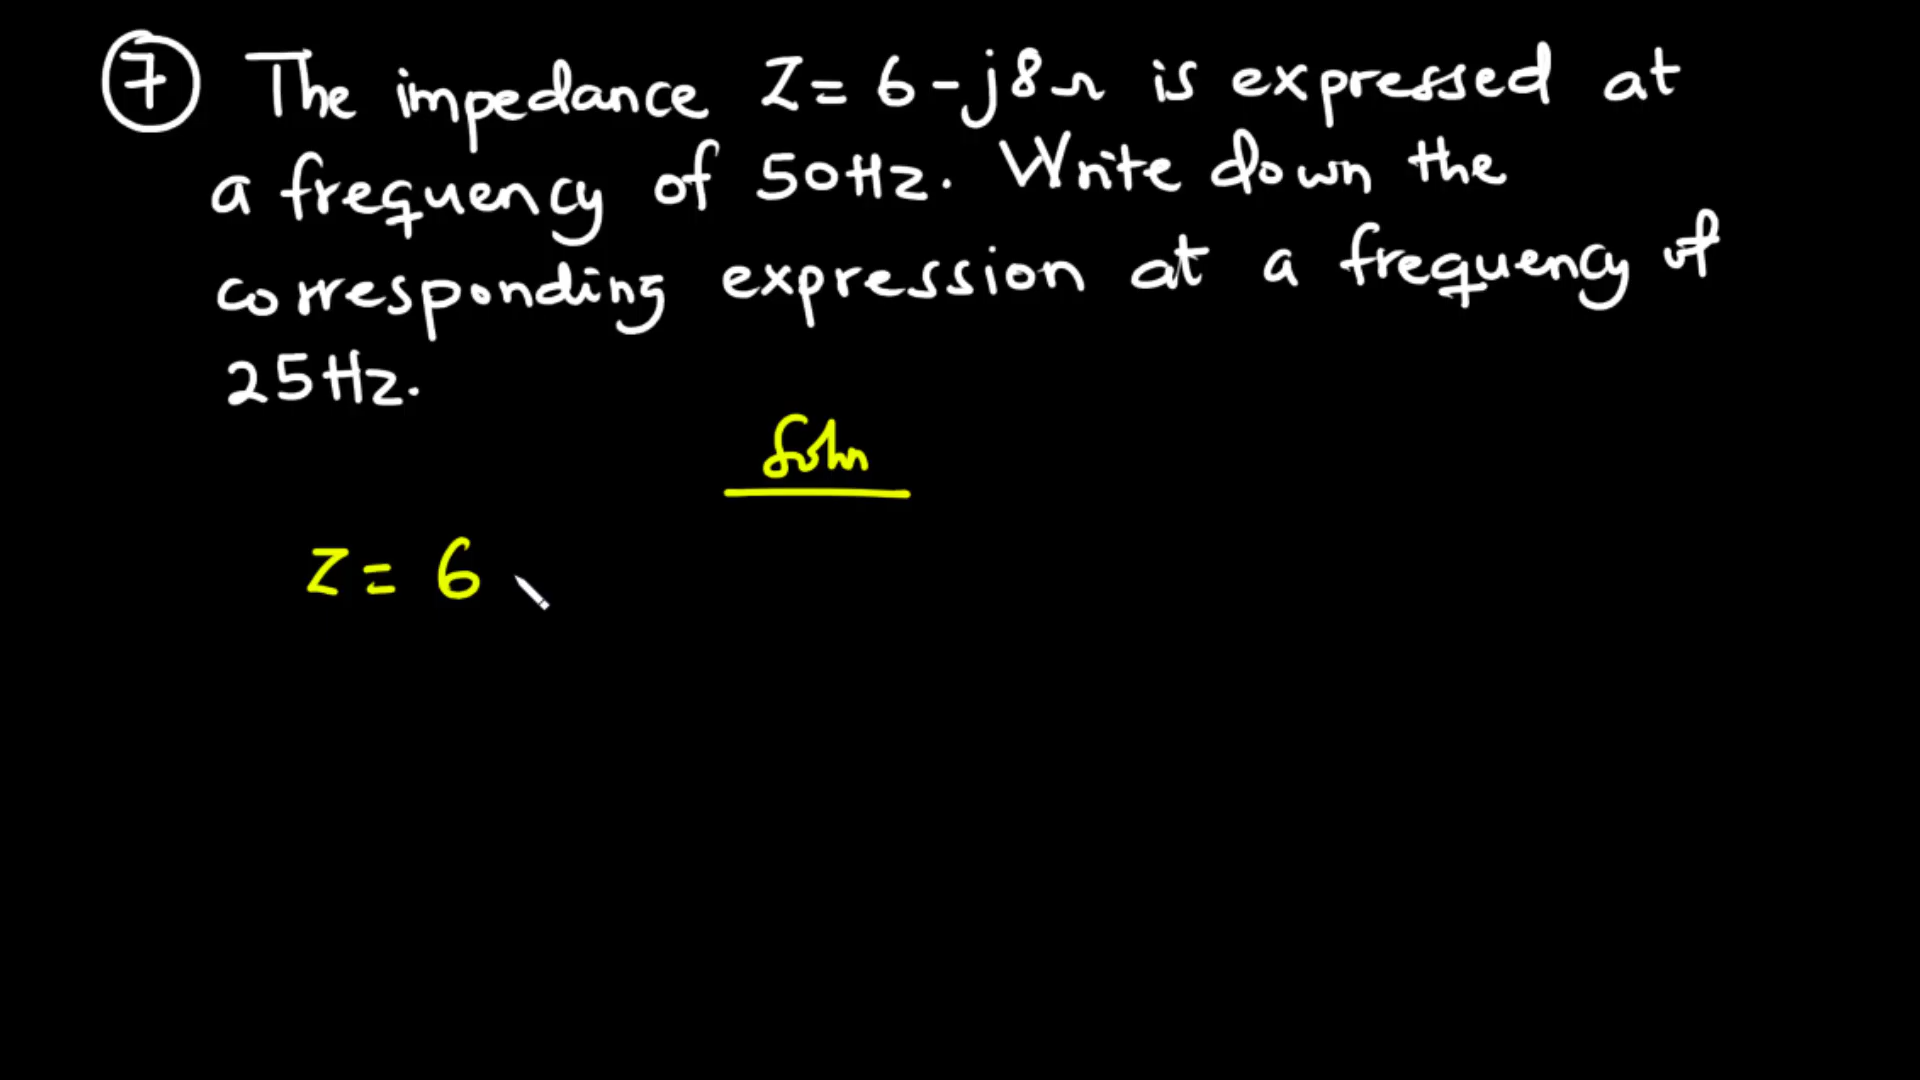 7 The impedance Z = 6 - j8Ω is expressed at
a frequency of 50Hz. Write down the
corresponding expression at a frequency of
25Hz.
Soln
Z = 6